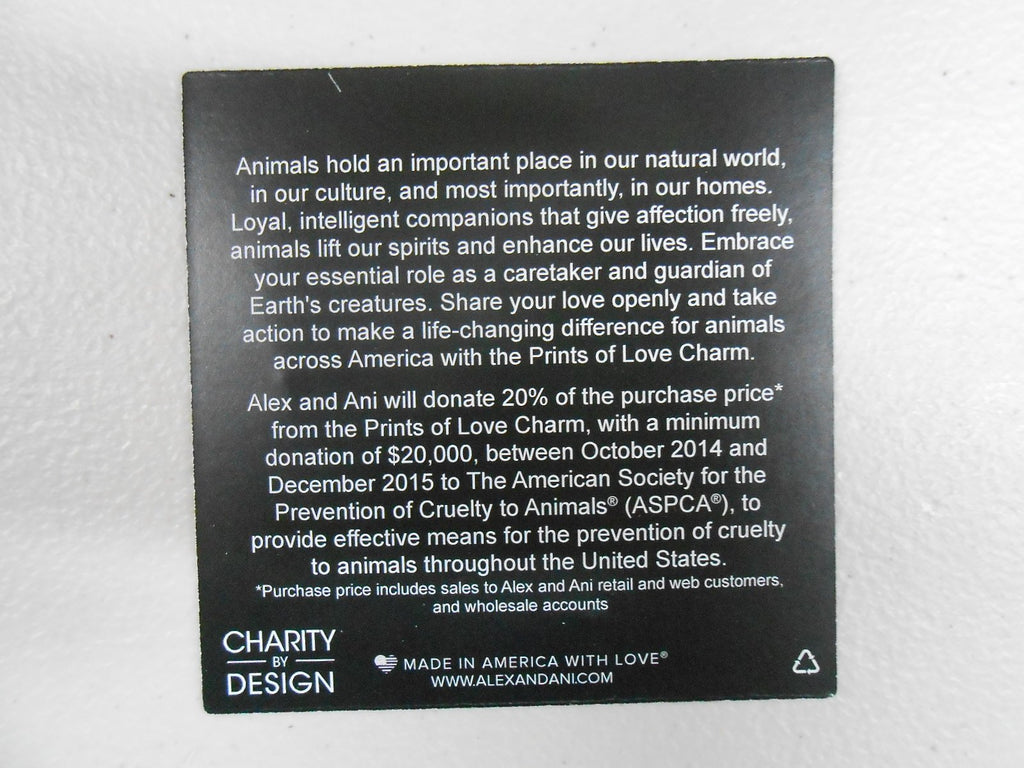 Animals hold an important place in our natural world,
in our culture, and most importantly, in our homes.
Loyal, intelligent companions that give affection freely,
animals lift our spirits and enhance our lives. Embrace
your essential role as a caretaker and guardian of
Earth's creatures. Share your love openly and take
action to make a life-changing difference for animals
across America with the Prints of Love Charm.
Alex and Ani will donate 20% of the purchase price*
from the Prints of Love Charm, with a minimum
donation of $20,000, between October 2014 and
December 2015 to The American Society for the
Prevention of Cruelty to Animals® (ASPCA®), to
provide effective means for the prevention of cruelty
to animals throughout the United States.
*Purchase price includes sales to Alex and Ani retail and web customers,
and wholesale accounts
CHARITY
BY
DESIGN
MADE IN AMERICA WITH LOVE®
WWW.ALEXANDANI.COM